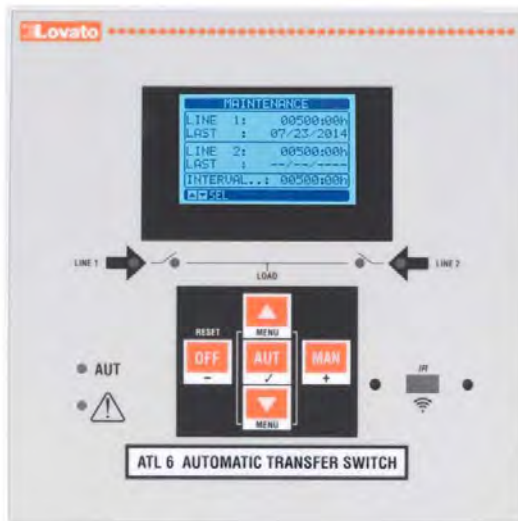 Lovato
MAINTENANCE
LINE 1: 00500:00h
LAST : 07/23/2014
LINE 2: 00500:00h
LAST : --/--/----
INTERVAL..: 00500:00h
▲▼SEL
LINE 1
LOAD
LINE 2
RESET
MENU
OFF
AUT
MAN
-
✓
+
MENU
AUT
IR
ATL 6 AUTOMATIC TRANSFER SWITCH